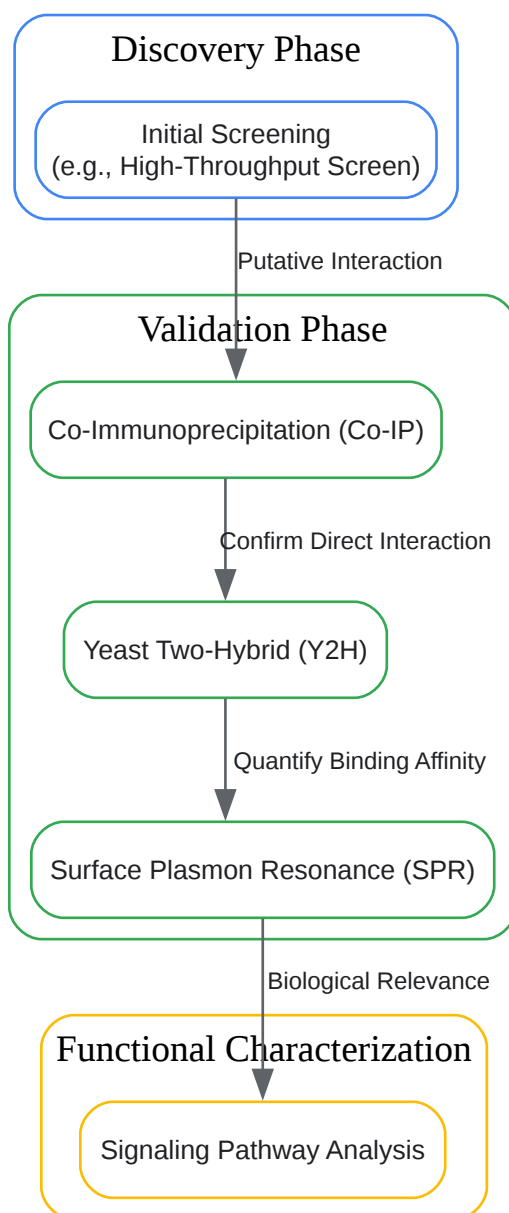 Discovery Phase
Initial Screening
(e.g., High-Throughput Screen)
Putative Interaction
Validation Phase
Co-Immunoprecipitation (Co-IP)
Confirm Direct Interaction
Yeast Two-Hybrid (Y2H)
Quantify Binding Affinity
Surface Plasmon Resonance (SPR)
Biological Relevance
Functional Characterization
Signaling Pathway Analysis